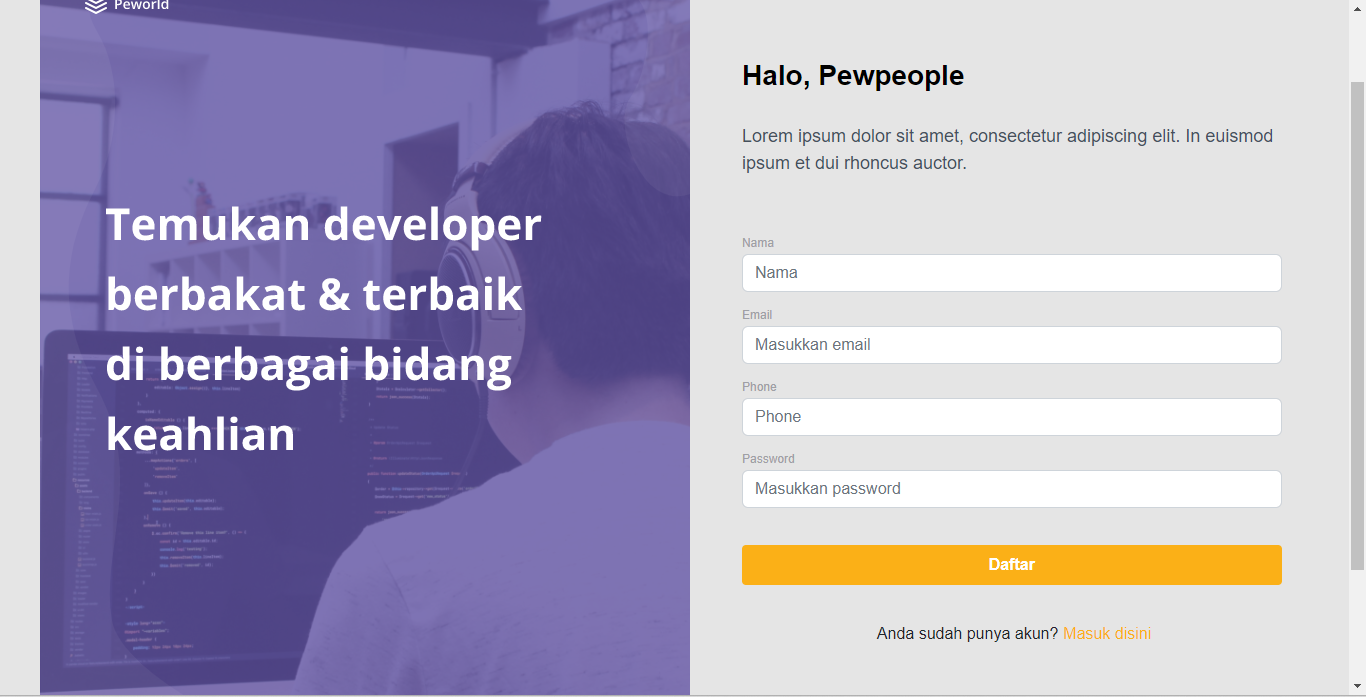 Peworld
Temukan developer
berbakat & terbaik
di berbagai bidang
keahlian
Halo, Pewpeople
Lorem ipsum dolor sit amet, consectetur adipiscing elit. In euismod
ipsum et dui rhoncus auctor.
Nama
Nama
Email
Masukkan email
Phone
Phone
Password
Masukkan password
Daftar
Anda sudah punya akun? Masuk disini